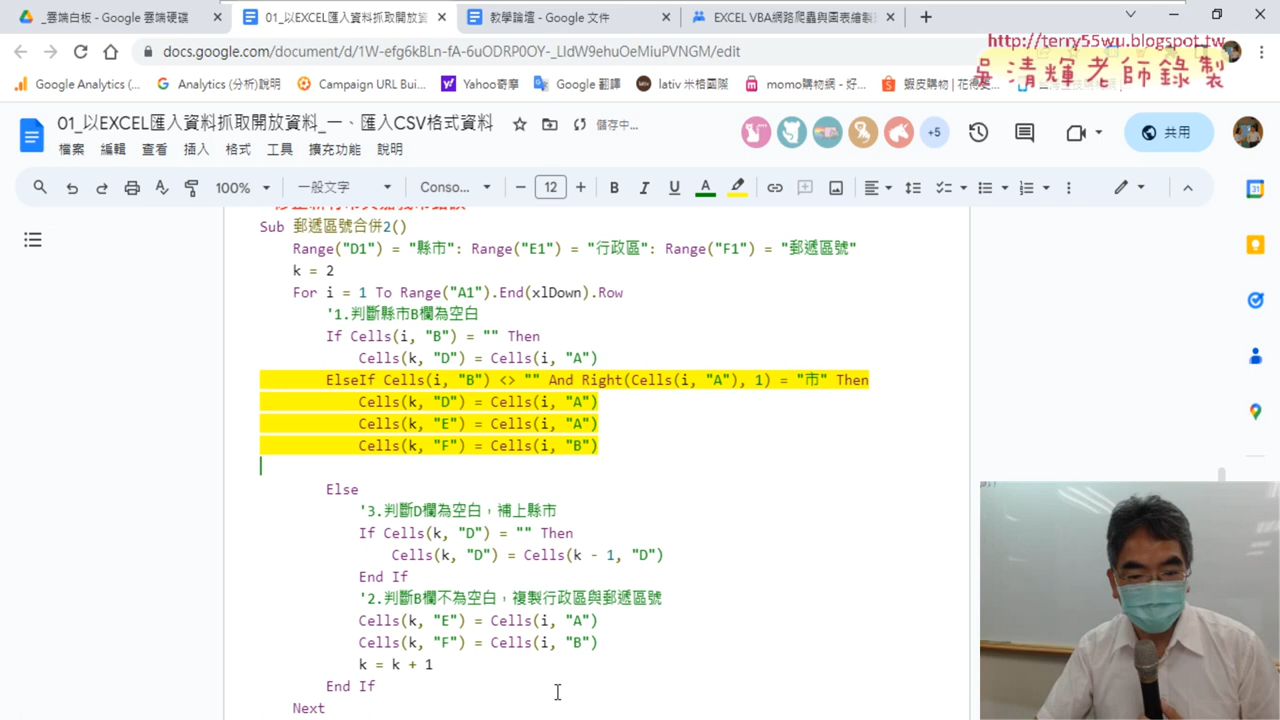 _雲端白板 - Google 雲端硬碟
01_以EXCEL匯入資料抓取開放資
教學論壇 - Google 文件
EXCEL VBA網路爬蟲與圖表繪製
docs.google.com/document/d/1W-efg6kBLn-fA-6uODRP0OY-_LIdW9ehuOeMiuPVNGM/edit
http://terry55wu.blogspot.tw
吳清輝老師錄製
Google Analytics (...
Analytics (分析)說明
Campaign URL Bui...
Yahoo奇摩
Google 翻譯
lativ 米格國際
momo購物網 - 好...
01_以EXCEL匯入資料抓取開放資料_一、匯入CSV格式資料
儲存中...
+5
共用
檔案 編輯 查看 插入 格式 工具 擴充功能 說明
100% 一般文字 Conso... 12 B I U A
Sub 郵遞區號合併2()
Range("D1") = "縣市": Range("E1") = "行政區": Range("F1") = "郵遞區號"
k = 2
For i = 1 To Range("A1").End(xlDown).Row
'1.判斷縣市B欄為空白
If Cells(i, "B") = "" Then
Cells(k, "D") = Cells(i, "A")
ElseIf Cells(i, "B") <> "" And Right(Cells(i, "A"), 1) = "市" Then
Cells(k, "D") = Cells(i, "A")
Cells(k, "E") = Cells(i, "A")
Cells(k, "F") = Cells(i, "B")
Else
'3.判斷D欄為空白，補上縣市
If Cells(k, "D") = "" Then
Cells(k, "D") = Cells(k - 1, "D")
End If
'2.判斷B欄不為空白，複製行政區與郵遞區號
Cells(k, "E") = Cells(i, "A")
Cells(k, "F") = Cells(i, "B")
k = k + 1
End If
Next